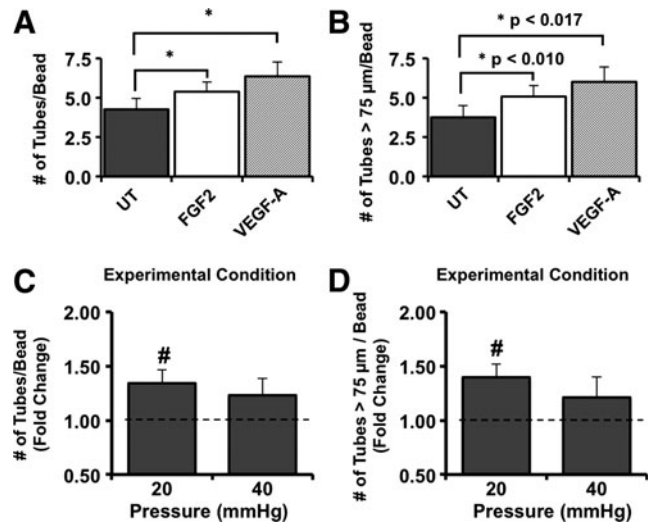 A
# of Tubes/Bead
7.5
5.0
2.5
0.0
*
*
UT
FGF2
VEGF-A
Experimental Condition
B
# of Tubes > 75 µm/Bead
7.5
5.0
2.5
0.0
* p < 0.017
* p < 0.010
UT
FGF2
VEGF-A
Experimental Condition
C
# of Tubes/Bead
(Fold Change)
2.00
1.50
1.00
0.50
#
20
40
Pressure (mmHg)
D
# of Tubes > 75 µm / Bead
(Fold Change)
2.00
1.50
1.00
0.50
#
20
40
Pressure (mmHg)